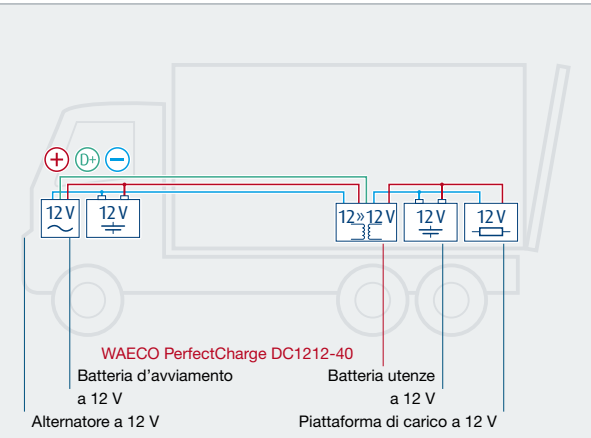 + D+ −
12 V 12 V 12»12 V 12 V 12 V
WAECO PerfectCharge DC1212-40
Batteria d’avviamento
a 12 V
Batteria utenze
a 12 V
Alternatore a 12 V
Piattaforma di carico a 12 V